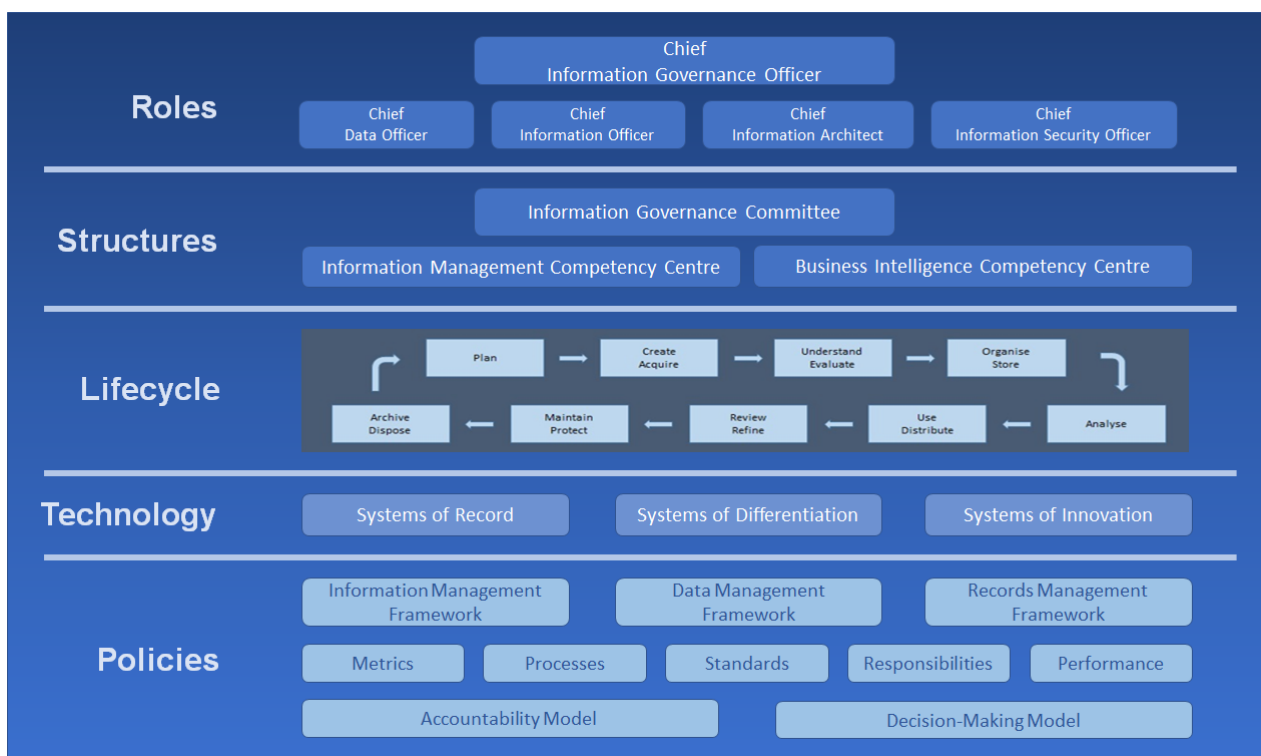 Roles
Chief
Information Governance Officer
Chief
Data Officer
Chief
Information Officer
Chief
Information Architect
Chief
Information Security Officer
Structures
Information Governance Committee
Information Management Competency Centre
Business Intelligence Competency Centre
Lifecycle
Plan
Create
Acquire
Understand
Evaluate
Organise
Store
Archive
Dispose
Maintain
Protect
Review
Refine
Use
Distribute
Analyse
Technology
Systems of Record
Systems of Differentiation
Systems of Innovation
Policies
Information Management
Framework
Data Management
Framework
Records Management
Framework
Metrics
Processes
Standards
Responsibilities
Performance
Accountability Model
Decision-Making Model